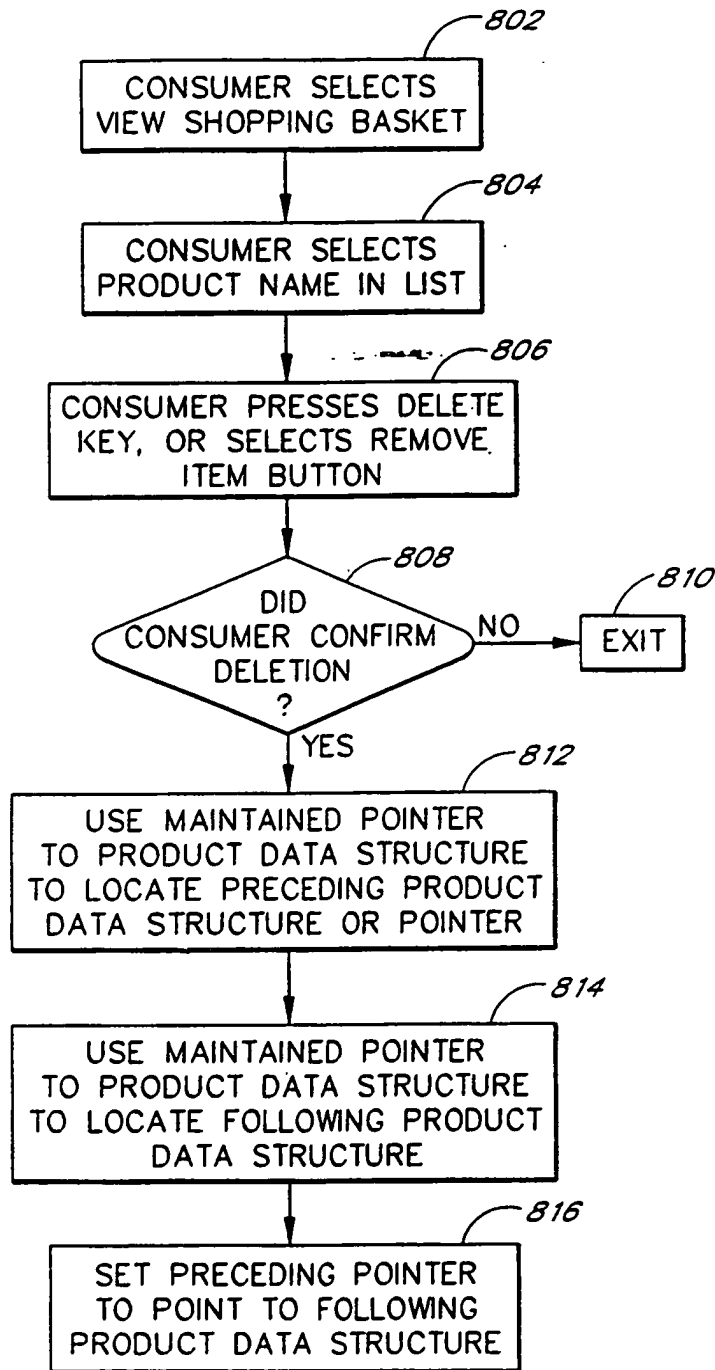 802
CONSUMER SELECTS
VIEW SHOPPING BASKET
804
CONSUMER SELECTS
PRODUCT NAME IN LIST
806
CONSUMER PRESSES DELETE
KEY, OR SELECTS REMOVE
ITEM BUTTON
808
DID
CONSUMER CONFIRM
DELETION
?
NO
810
EXIT
YES
812
USE MAINTAINED POINTER
TO PRODUCT DATA STRUCTURE
TO LOCATE PRECEDING PRODUCT
DATA STRUCTURE OR POINTER
814
USE MAINTAINED POINTER
TO PRODUCT DATA STRUCTURE
TO LOCATE FOLLOWING PRODUCT
DATA STRUCTURE
816
SET PRECEDING POINTER
TO POINT TO FOLLOWING
PRODUCT DATA STRUCTURE